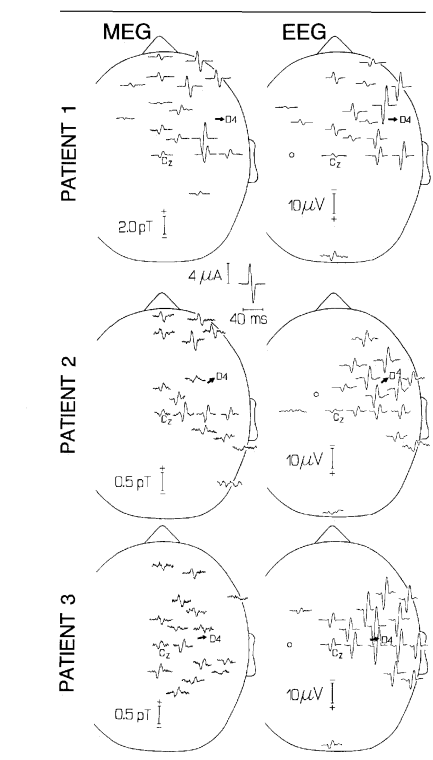 MEG EEG
PATIENT 1
D4 D4
Cz Cz
2.0 pT 10 μV
4 μA
40 ms
PATIENT 2
D4 D4
Cz Cz
0.5 pT 10 μV
PATIENT 3
D4 D4
Cz Cz
0.5 pT 10 μV